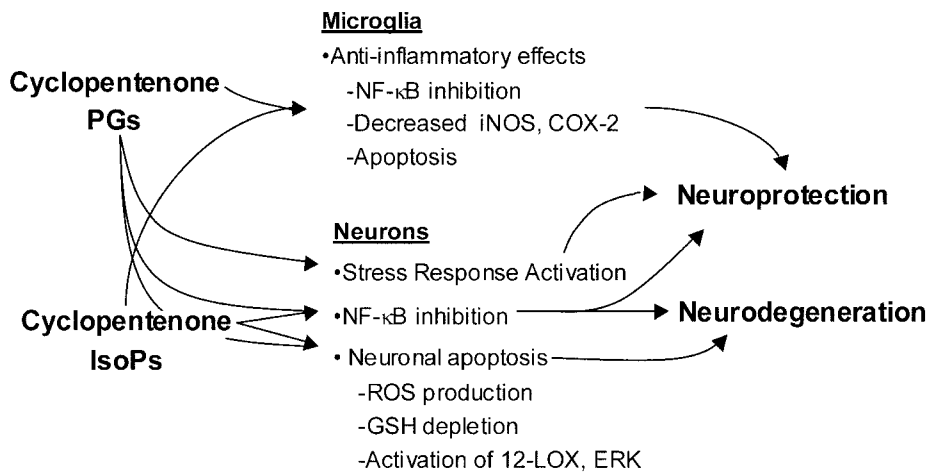 Cyclopentenone
PGs
Cyclopentenone
IsoPs
Microglia
•Anti-inflammatory effects
-NF-κB inhibition
-Decreased iNOS, COX-2
-Apoptosis
Neurons
•Stress Response Activation
•NF-κB inhibition
• Neuronal apoptosis
-ROS production
-GSH depletion
-Activation of 12-LOX, ERK
Neuroprotection
Neurodegeneration